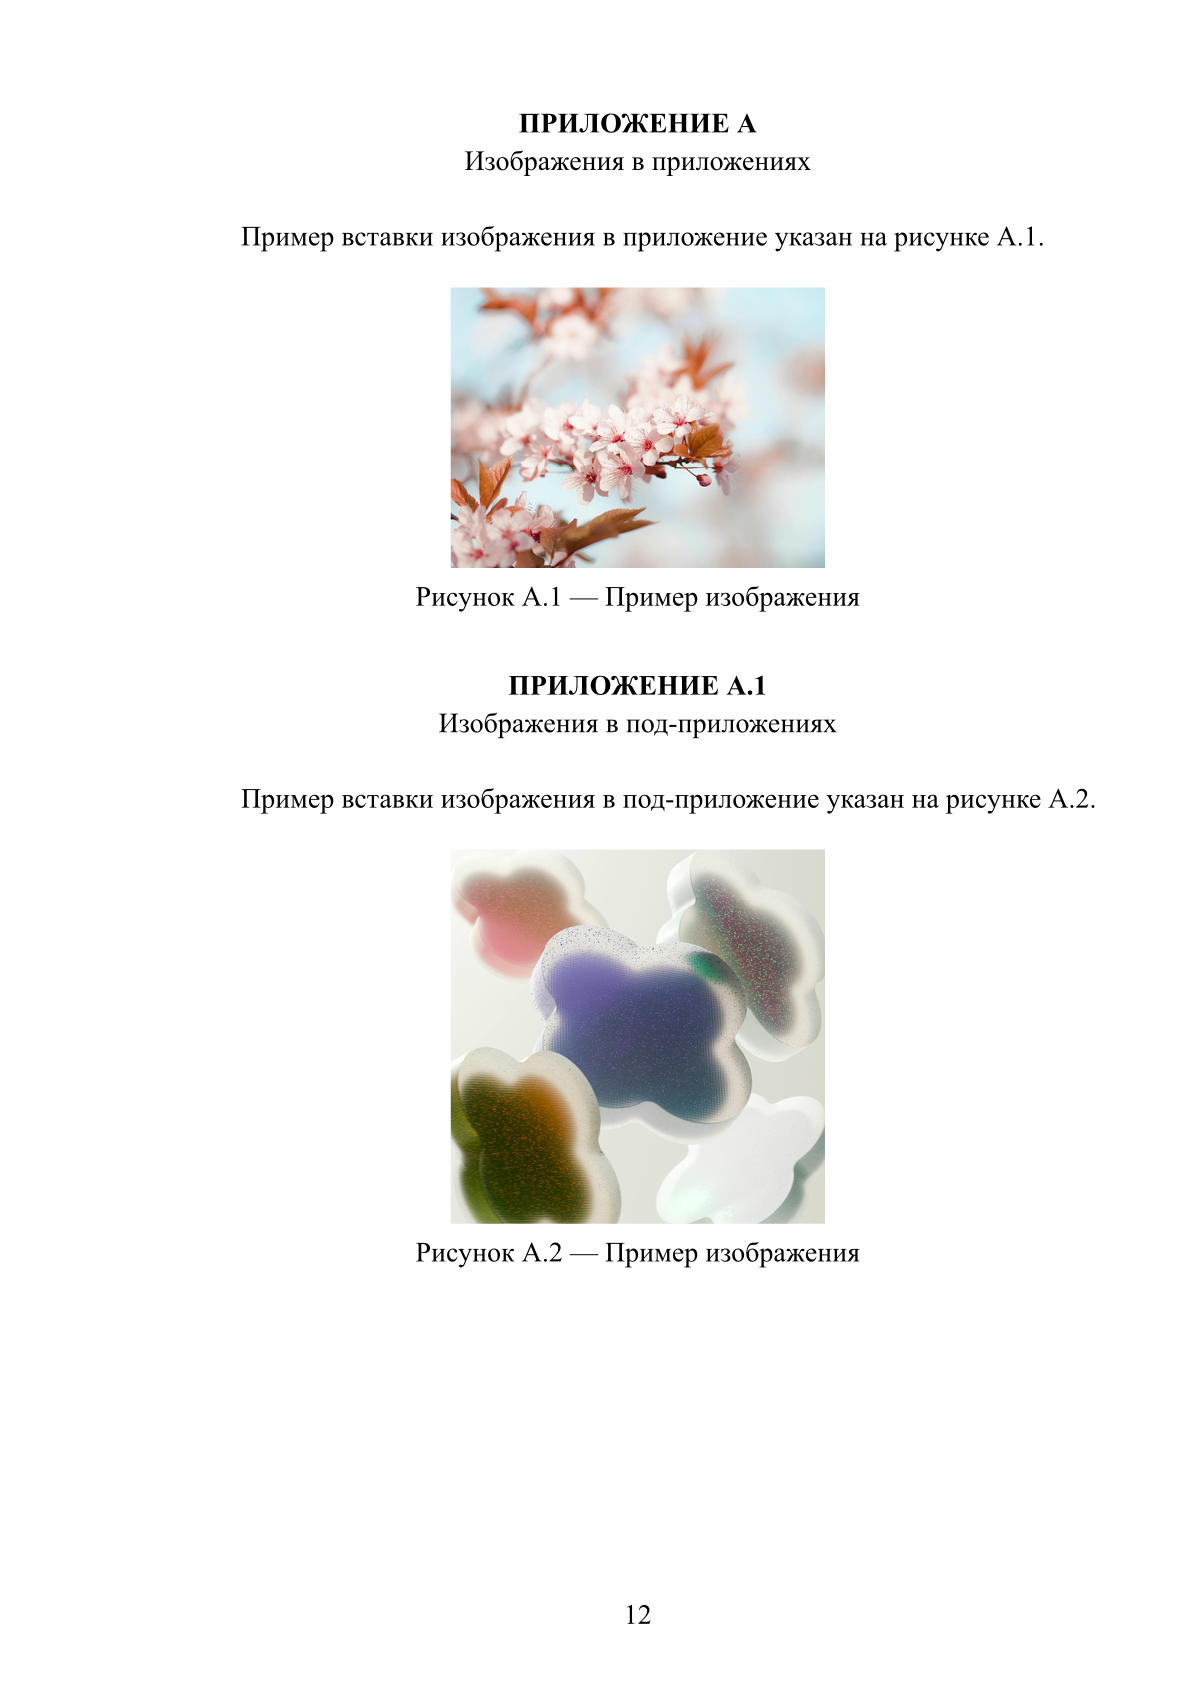 ПРИЛОЖЕНИЕ А
Изображения в приложениях
Пример вставки изображения в приложение указан на рисунке А.1.
Рисунок А.1 — Пример изображения
ПРИЛОЖЕНИЕ А.1
Изображения в под-приложениях
Пример вставки изображения в под-приложение указан на рисунке А.2.
Рисунок А.2 — Пример изображения
12